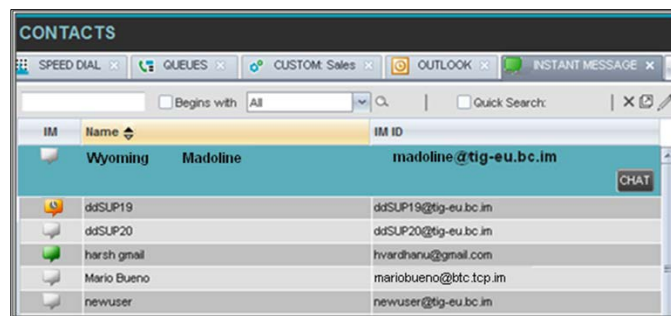 CONTACTS
SPEED DIAL QUEUES CUSTOM: Sales OUTLOOK INSTANT MESSAGE
Begins with All Quick Search:
IM Name IM ID
Wyoming Madoline madoline@tig-eu.bc.im
CHAT
ddSUP19 ddSUP19@tig-eu.bc.im
ddSUP20 ddSUP20@tig-eu.bc.im
harsh gmail hvardhanu@gmail.com
Mario Bueno mariobueno@btc.tcp.im
newuser newuser@tig-eu.bc.im